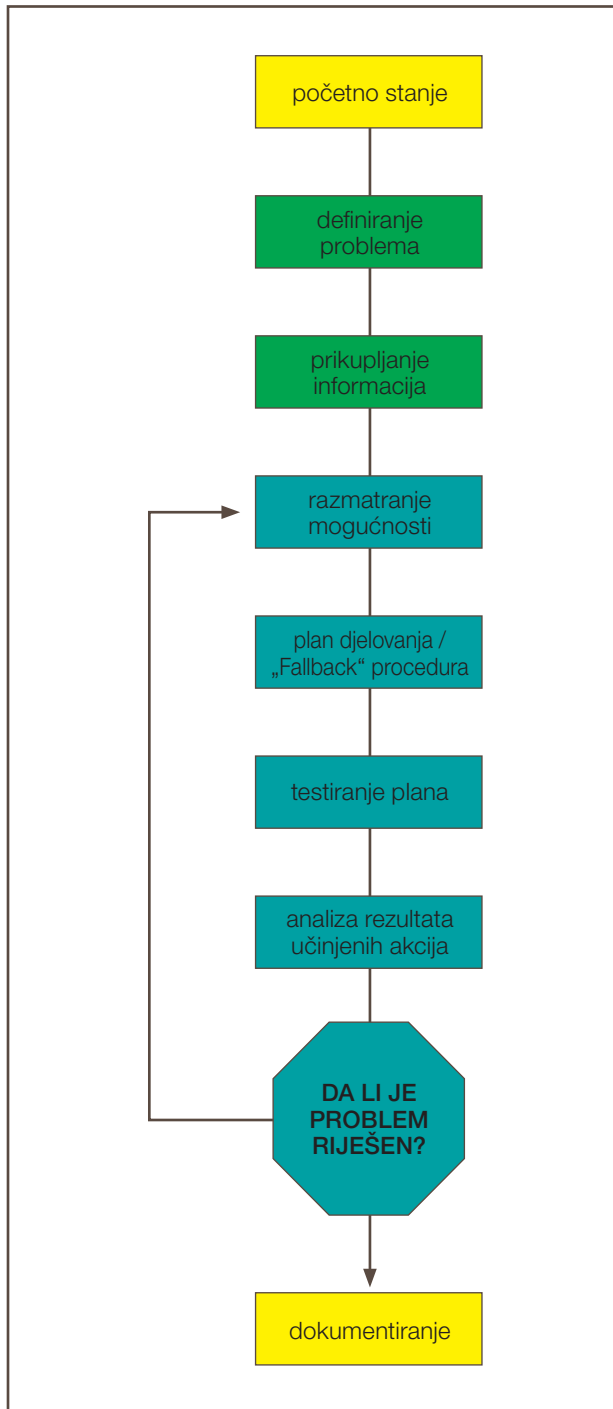 početno stanje
definiranje
problema
prikupljanje
informacija
razmatranje
mogućnosti
plan djelovanja /
„Fallback“ procedura
testiranje plana
analiza rezultata
učinjenih akcija
DA LI JE
PROBLEM
RIJEŠEN?
dokumentiranje